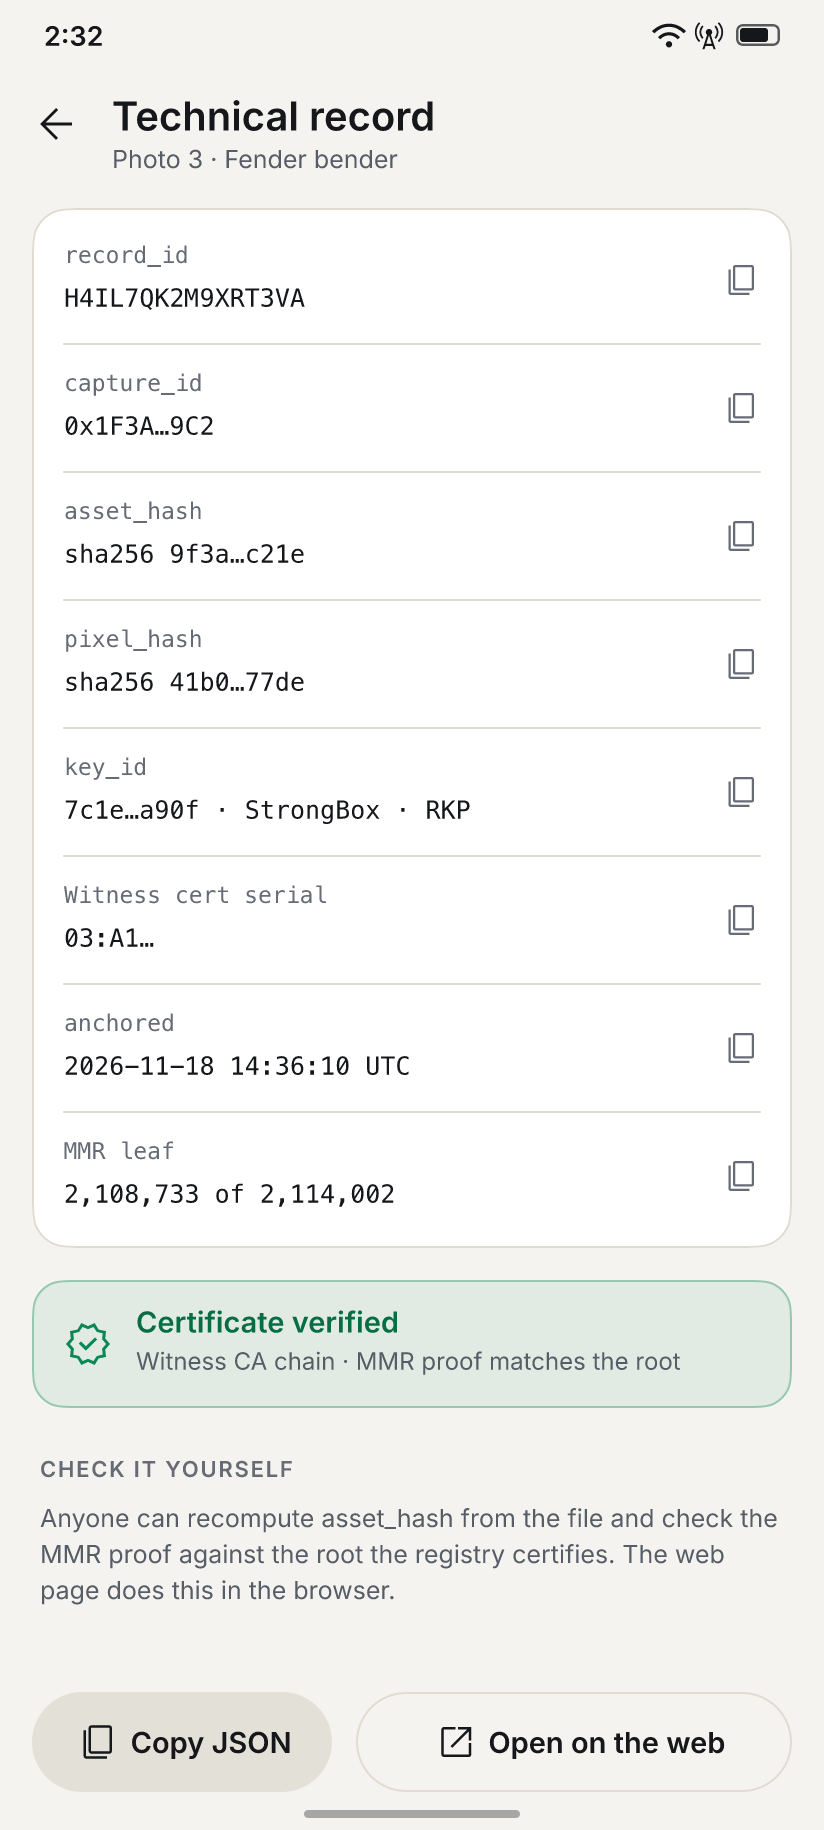 2:32
Technical record
Photo 3 · Fender bender
record_id
H4IL7QK2M9XRT3VA
capture_id
0x1F3A…9C2
asset_hash
sha256 9f3a…c21e
pixel_hash
sha256 41b0…77de
key_id
7c1e…a90f · StrongBox · RKP
Witness cert serial
03:A1…
anchored
2026–11–18 14:36:10 UTC
MMR leaf
2,108,733 of 2,114,002
Certificate verified
Witness CA chain · MMR proof matches the root
CHECK IT YOURSELF
Anyone can recompute asset_hash from the file and check the
MMR proof against the root the registry certifies. The web
page does this in the browser.
Copy JSON
Open on the web